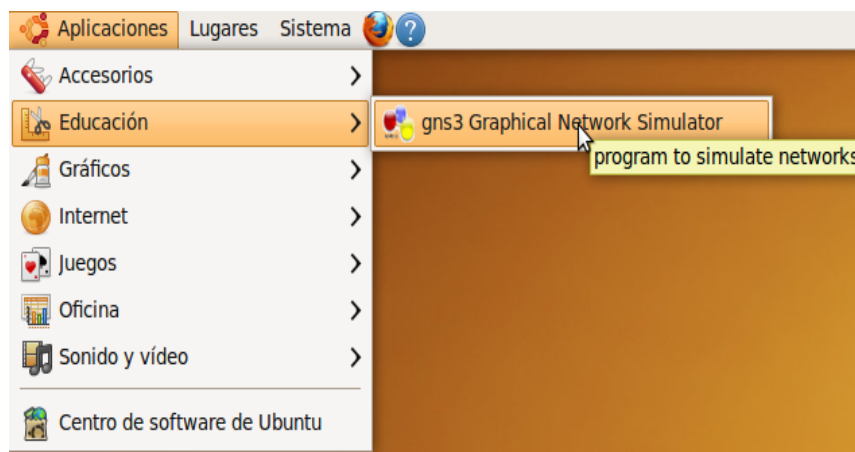 Aplicaciones Lugares Sistema ?
Accesorios
Educación
gns3 Graphical Network Simulator
program to simulate networks
Gráficos
Internet
Juegos
Oficina
Sonido y vídeo
Centro de software de Ubuntu